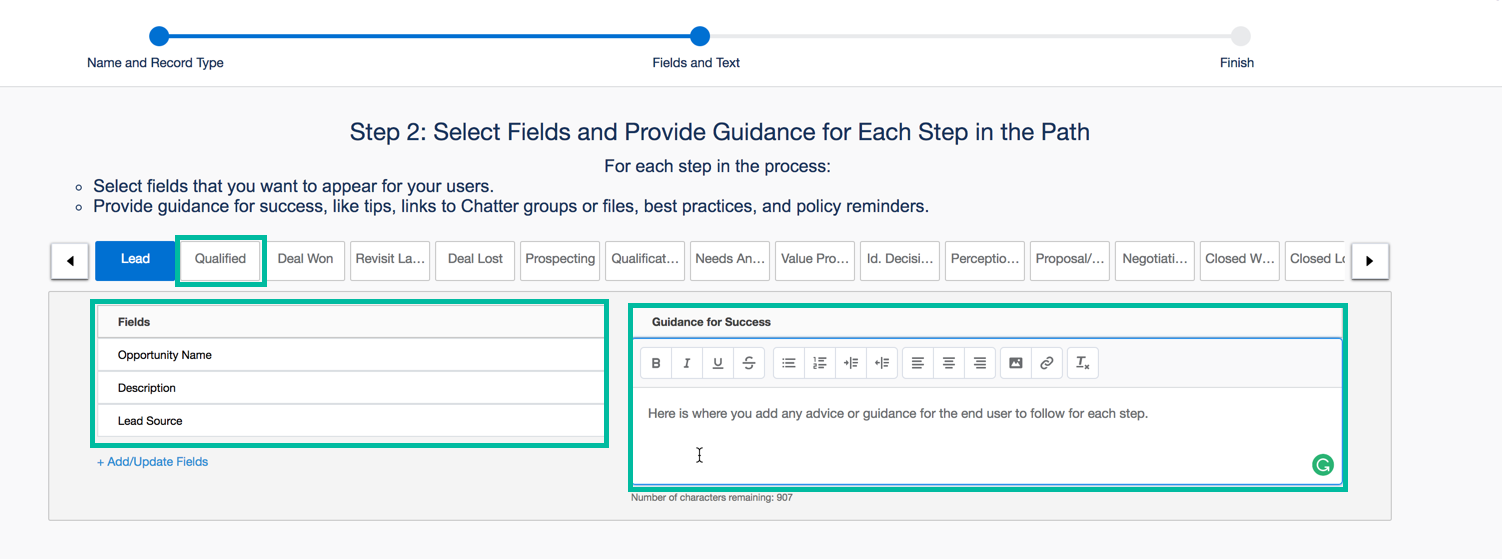 Name and Record Type
Fields and Text
Finish
Step 2: Select Fields and Provide Guidance for Each Step in the Path
For each step in the process:
Select fields that you want to appear for your users.
Provide guidance for success, like tips, links to Chatter groups or files, best practices, and policy reminders.
Lead
Qualified
Deal Won
Revisit La...
Deal Lost
Prospecting
Qualificat...
Needs An...
Value Pro...
Id. Decisi...
Perceptio...
Proposal/...
Negotiati...
Closed W...
Closed Lo
Fields
Opportunity Name
Description
Lead Source
+ Add/Update Fields
Guidance for Success
B I U S
Here is where you add any advice or guidance for the end user to follow for each step.
Number of characters remaining: 907